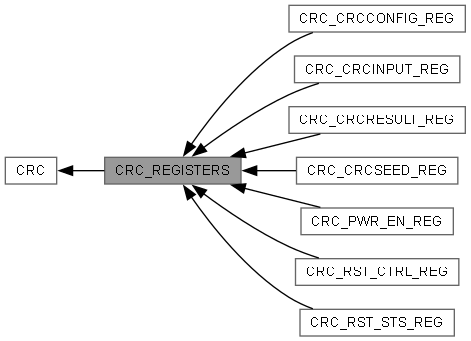 CRC_CRCCONFIG_REG
CRC_CRCINPUT_REG
CRC_CRCRESULT_REG
CRC
CRC_REGISTERS
CRC_CRCSEED_REG
CRC_PWR_EN_REG
CRC_RST_CTRL_REG
CRC_RST_STS_REG